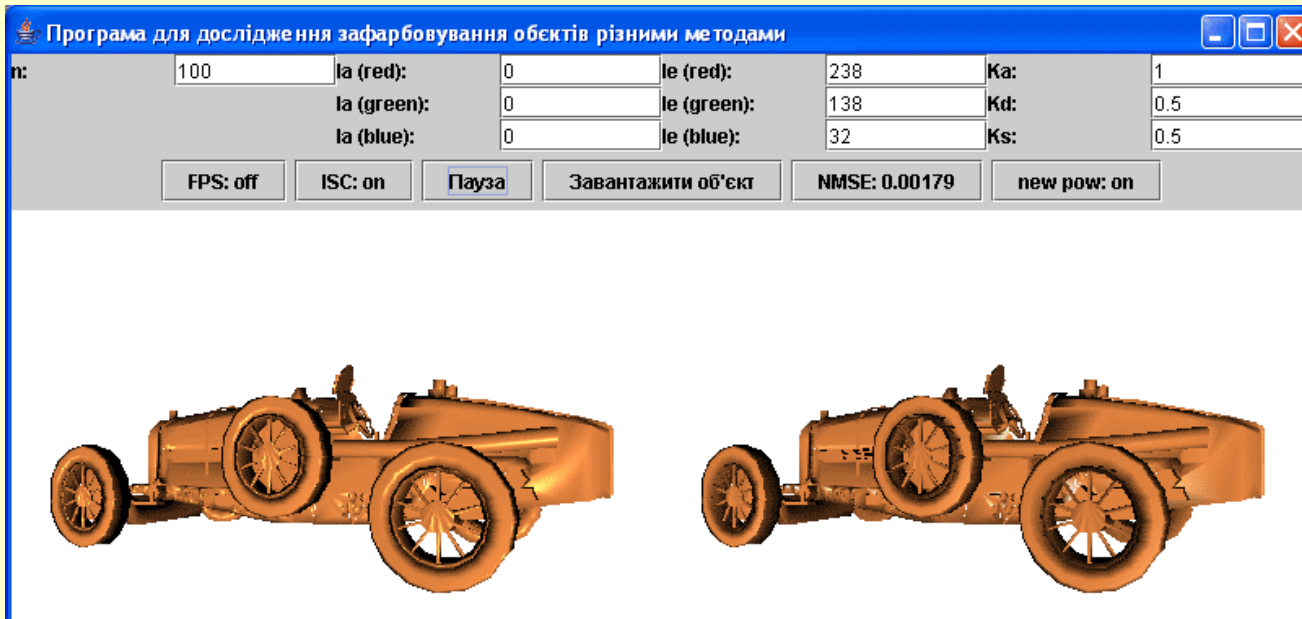 Програма для дослідження зафарбовування обєктів різними методами
n: 100 Ia (red): 0 Ie (red): 238 Ka: 1
Ia (green): 0 Ie (green): 138 Kd: 0.5
Ia (blue): 0 Ie (blue): 32 Ks: 0.5
FPS: off ISC: on Пауза Завантажити об'єкт NMSE: 0.00179 new pow: on